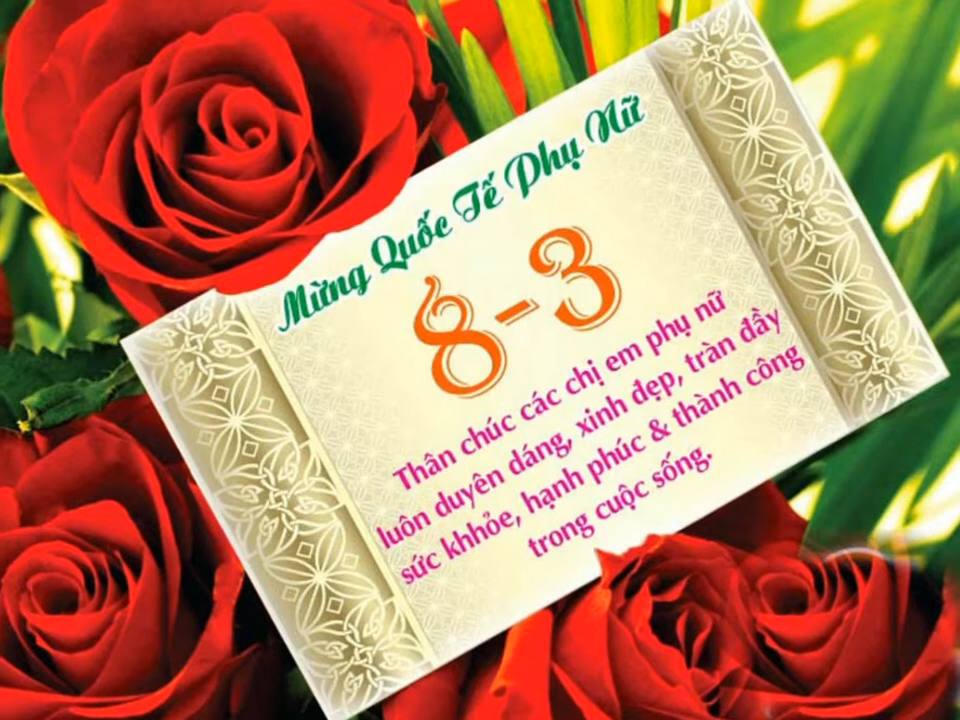 Mừng Quốc Tế Phụ Nữ
8-3
Thân chúc các chị em phụ nữ
luôn duyên dáng, xinh đẹp, tràn đầy
sức khhỏe, hạnh phúc & thành công
trong cuộc sống.